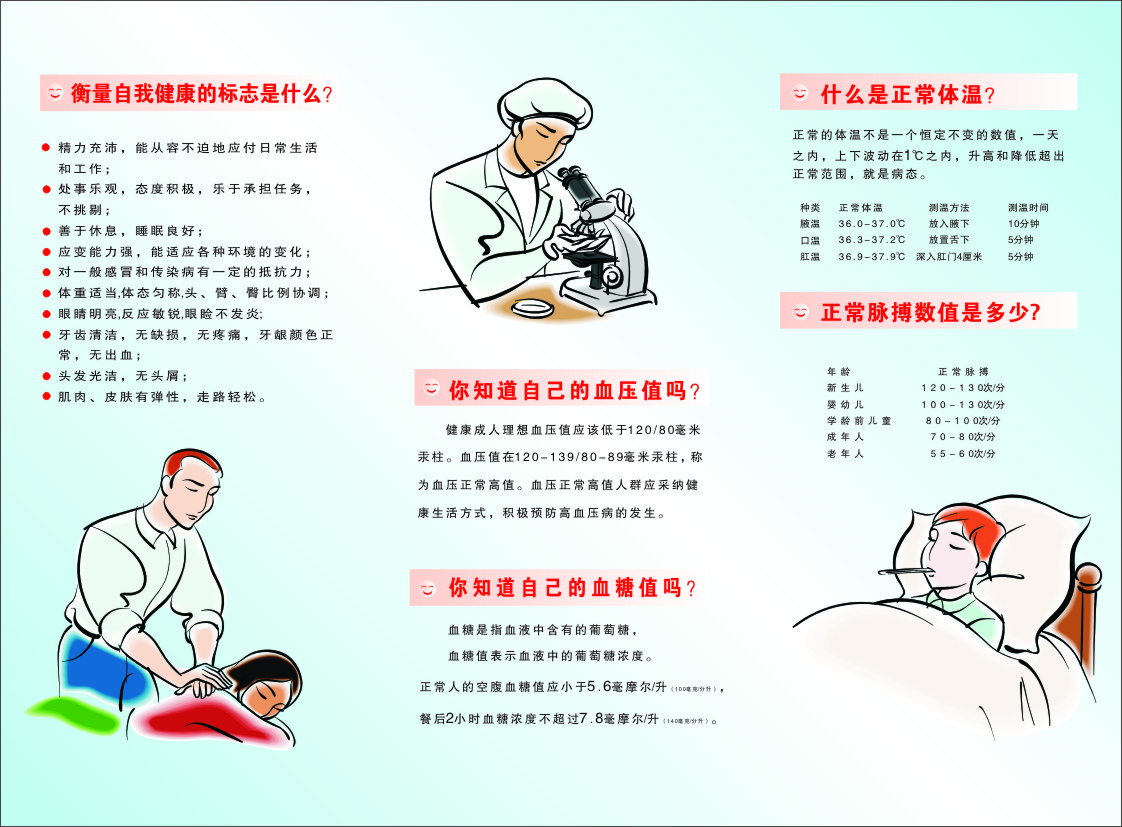 衡量自我健康的标志是什么?
精力充沛，能从容不迫地应付日常生活
和工作；
处事乐观，态度积极，乐于承担任务，
不挑剔；
善于休息，睡眠良好；
应变能力强，能适应各种环境的变化；
对一般感冒和传染病有一定的抵抗力；
体重适当,体态匀称,头、臂、臀比例协调；
眼睛明亮,反应敏锐,眼睑不发炎;
牙齿清洁，无缺损，无疼痛，牙龈颜色正
常，无出血；
头发光洁，无头屑；
肌肉、皮肤有弹性，走路轻松。
你知道自己的血压值吗?
健康成人理想血压值应该低于120/80毫米
汞柱。血压值在120-139/80-89毫米汞柱，称
为血压正常高值。血压正常高值人群应采纳健
康生活方式，积极预防高血压病的发生。
你知道自己的血糖值吗?
血糖是指血液中含有的葡萄糖，
血糖值表示血液中的葡萄糖浓度。
正常人的空腹血糖值应小于5.6毫摩尔/升（100毫克/分升），
餐后2小时血糖浓度不超过7.8毫摩尔/升（140毫克/分升）。
什么是正常体温?
正常的体温不是一个恒定不变的数值，一天
之内，上下波动在1℃之内，升高和降低超出
正常范围，就是病态。
种类 正常体温 测温方法 测温时间
腋温 36.0-37.0℃ 放入腋下 10分钟
口温 36.3-37.2℃ 放置舌下 5分钟
肛温 36.9-37.9℃ 深入肛门4厘米 5分钟
正常脉搏数值是多少?
年龄 正常脉搏
新生儿 120-130次/分
婴幼儿 100-130次/分
学龄前儿童 80-100次/分
成年人 70-80次/分
老年人 55-60次/分